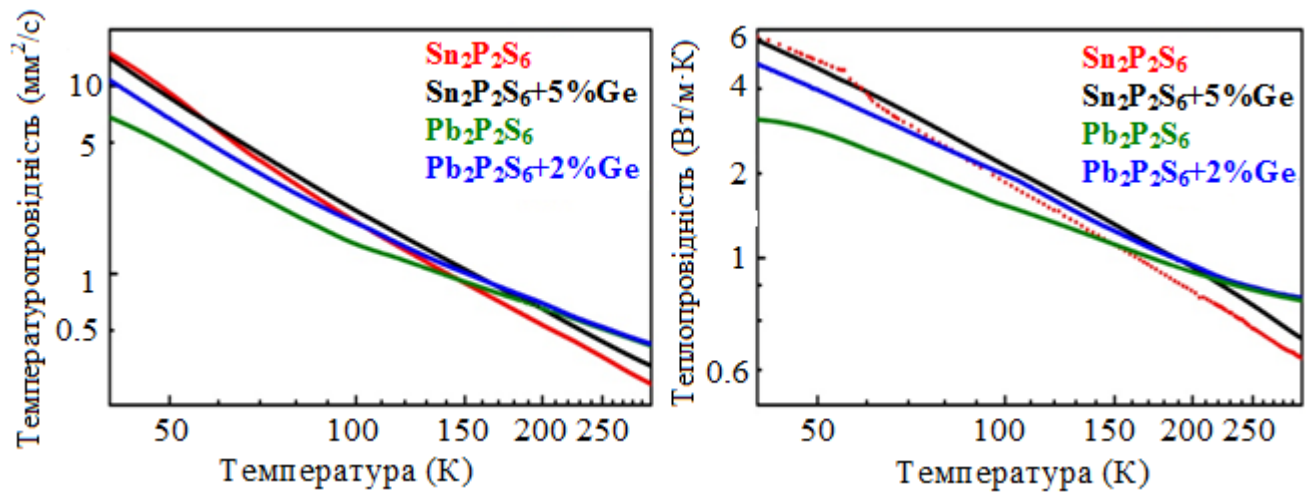 Температуропровідність (мм²/с)
10
5
1
0.5
Sn₂P₂S₆
Sn₂P₂S₆+5%Ge
Pb₂P₂S₆
Pb₂P₂S₆+2%Ge
50 100 150 200 250
Температура (К)
Теплопровідність (Вт/м·К)
6
4
2
1
0.6
Sn₂P₂S₆
Sn₂P₂S₆+5%Ge
Pb₂P₂S₆
Pb₂P₂S₆+2%Ge
50 100 150 200 250
Температура (К)